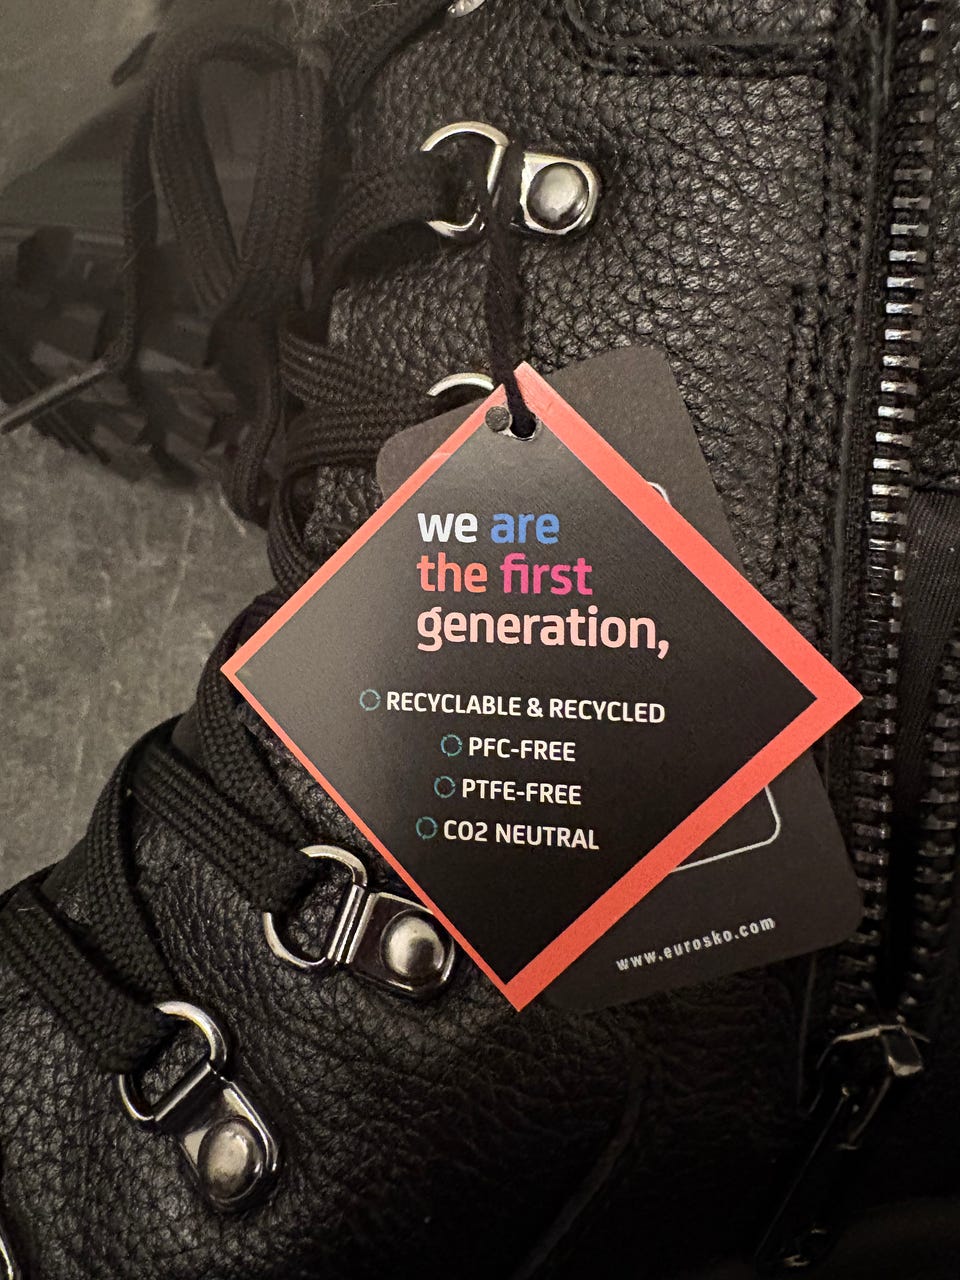 we are
the first
generation,
RECYCLABLE & RECYCLED
PFC-FREE
PTFE-FREE
CO2 NEUTRAL
www.eurosko.com